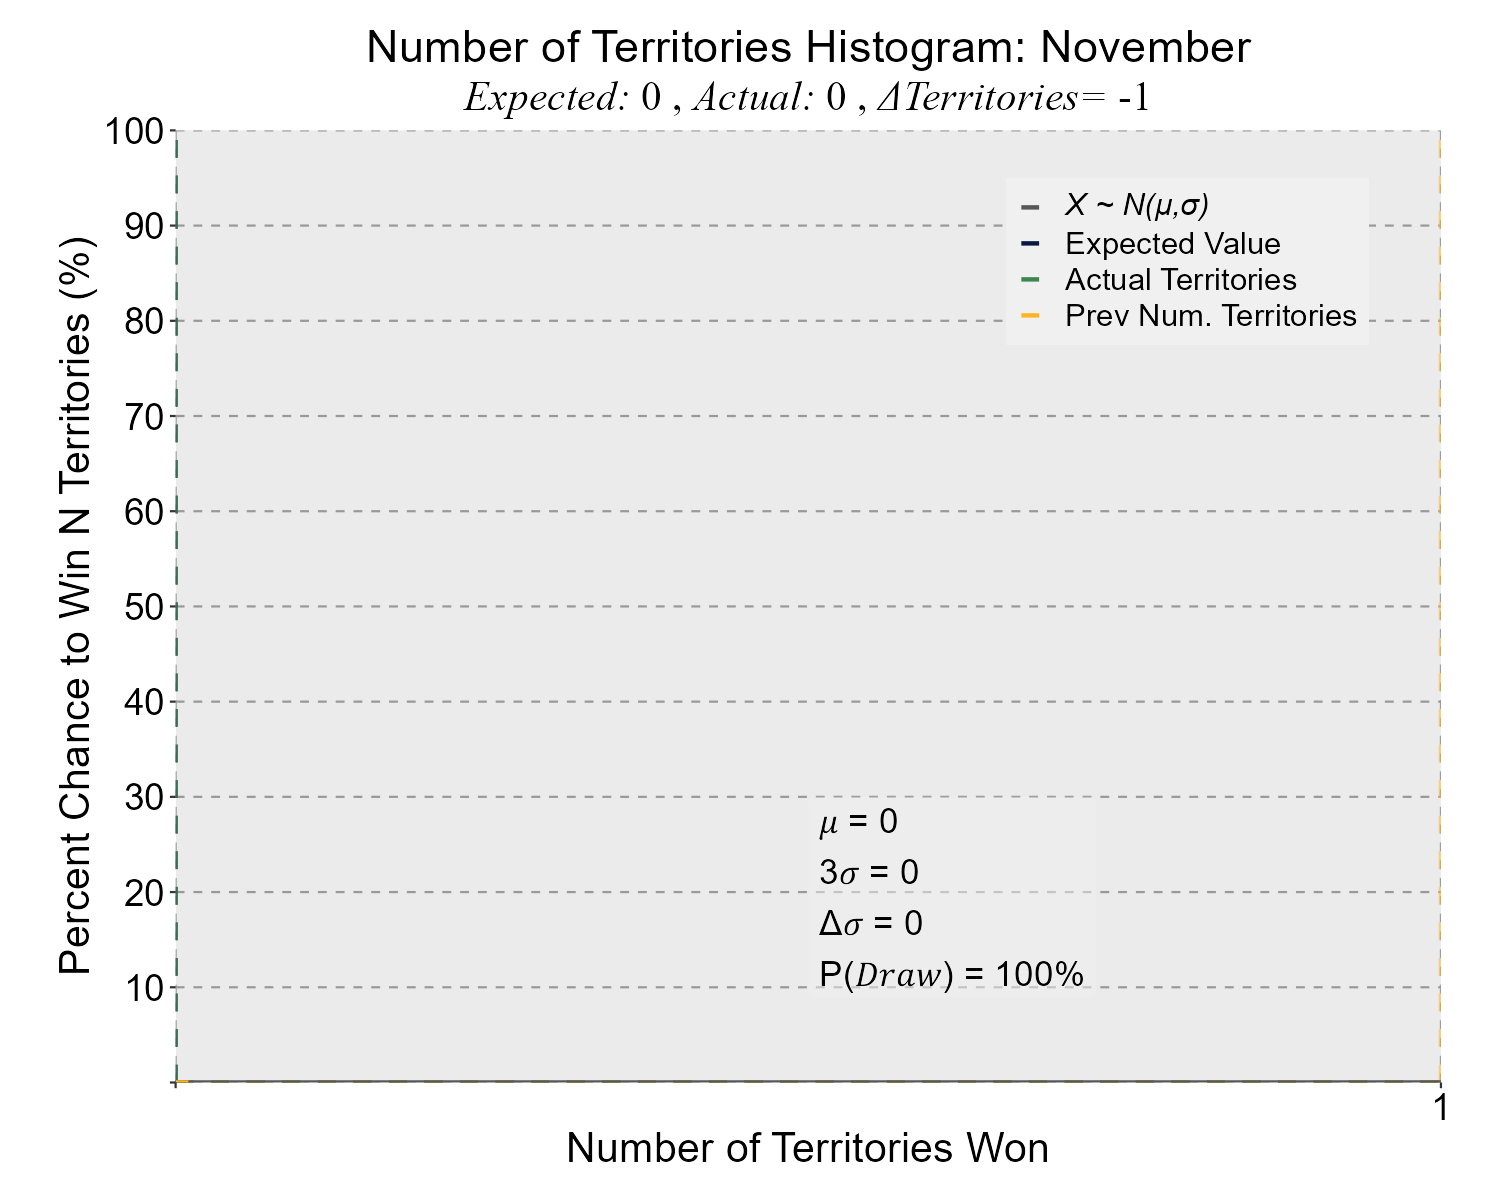 Number of Territories Histogram: November
Expected: 0 , Actual: 0 , ΔTerritories= -1
Percent Chance to Win N Territories (%)
100
90
80
70
60
50
40
30
20
10
X ~ N(μ,σ)
Expected Value
Actual Territories
Prev Num. Territories
μ = 0
3σ = 0
Δσ = 0
P(Draw) = 100%
1
Number of Territories Won